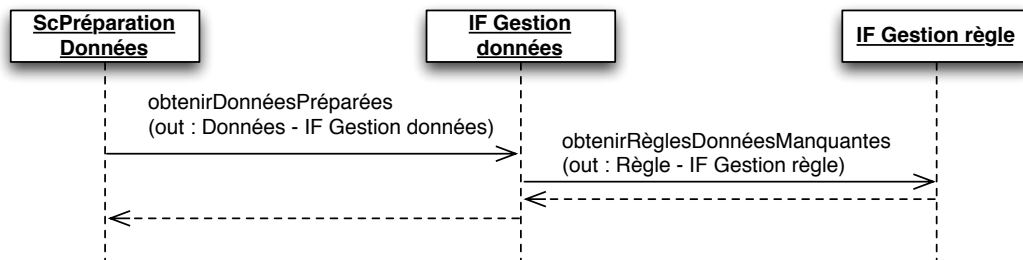 ScPréparation
Données
IF Gestion
données
IF Gestion règle
obtenirDonnéesPréparées
(out : Données - IF Gestion données)
obtenirRèglesDonnéesManquantes
(out : Règle - IF Gestion règle)